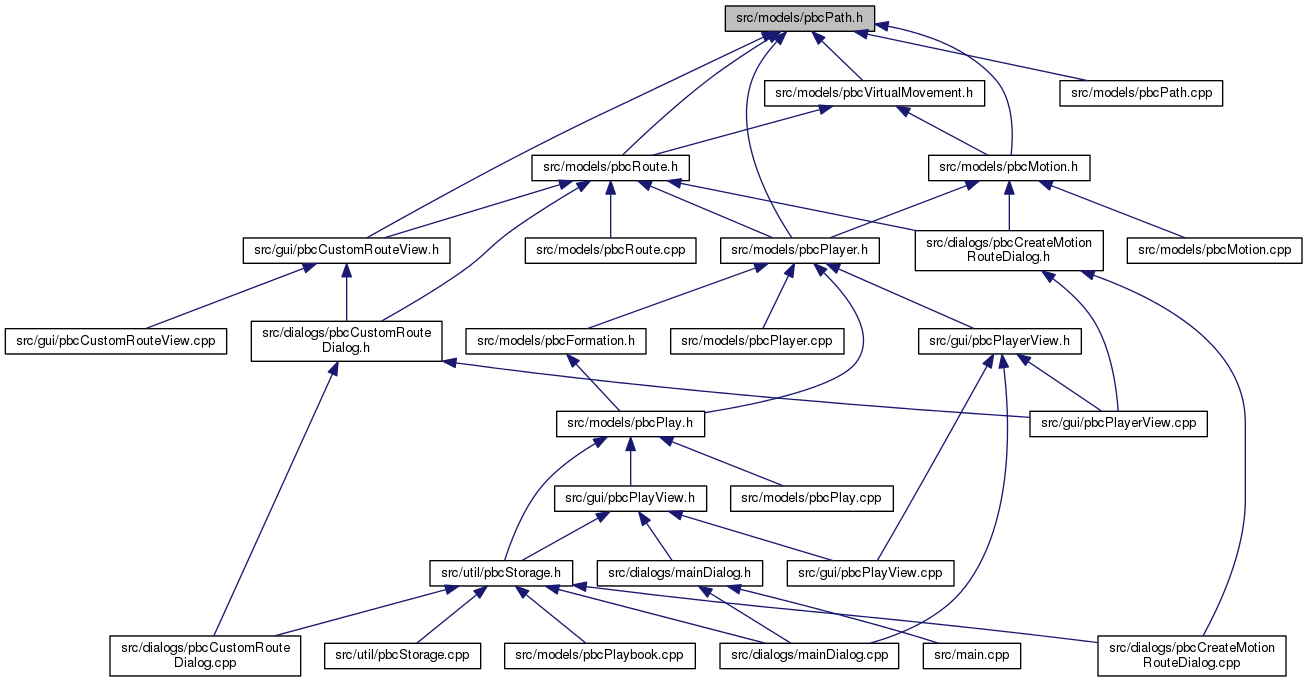 src/models/pbcPath.h
src/models/pbcVirtualMovement.h
src/models/pbcPath.cpp
src/models/pbcRoute.h
src/models/pbcMotion.h
src/gui/pbcCustomRouteView.h
src/models/pbcRoute.cpp
src/models/pbcPlayer.h
src/dialogs/pbcCreateMotion
RouteDialog.h
src/models/pbcMotion.cpp
src/gui/pbcCustomRouteView.cpp
src/dialogs/pbcCustomRoute
Dialog.h
src/models/pbcFormation.h
src/models/pbcPlayer.cpp
src/gui/pbcPlayerView.h
src/models/pbcPlay.h
src/gui/pbcPlayerView.cpp
src/gui/pbcPlayView.h
src/models/pbcPlay.cpp
src/util/pbcStorage.h
src/dialogs/mainDialog.h
src/gui/pbcPlayView.cpp
src/dialogs/pbcCustomRoute
Dialog.cpp
src/util/pbcStorage.cpp
src/models/pbcPlaybook.cpp
src/dialogs/mainDialog.cpp
src/main.cpp
src/dialogs/pbcCreateMotion
RouteDialog.cpp